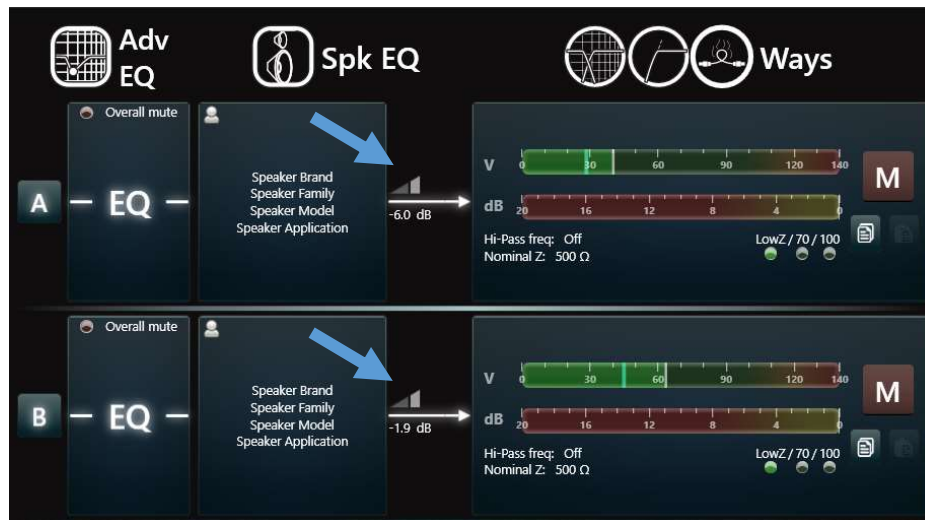 Adv
EQ
Spk EQ
Ways
Overall mute
A
EQ
Speaker Brand
Speaker Family
Speaker Model
Speaker Application
-6.0 dB
V
0 30 60 90 120 140
dB
20 16 12 8 4 0
Hi-Pass freq: Off
Nominal Z: 500 Ω
LowZ / 70 / 100
M
Overall mute
B
EQ
Speaker Brand
Speaker Family
Speaker Model
Speaker Application
-1.9 dB
V
0 30 60 90 120 140
dB
20 16 12 8 4 0
Hi-Pass freq: Off
Nominal Z: 500 Ω
LowZ / 70 / 100
M